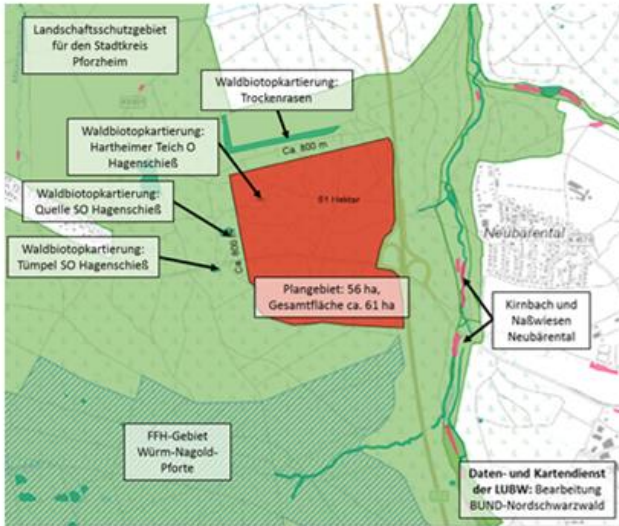 Landschaftsschutzgebiet
für den Stadtkreis
Pforzheim
Waldbiotopkartierung:
Trockenrasen
Waldbiotopkartierung:
Hartheimer Teich O
Hagenschieß
Ca. 800 m
61 Hektar
Waldbiotopkartierung:
Quelle SO Hagenschieß
Ca. 800
Neubärental
Waldbiotopkartierung:
Tümpel SO Hagenschieß
Plangebiet: 56 ha,
Gesamtfläche ca. 61 ha
Kirnbach und
Naßwiesen
Neubärental
FFH-Gebiet
Würm-Nagold-
Pforte
Daten- und Kartendienst
der LUBW: Bearbeitung
BUND-Nordschwarzwald